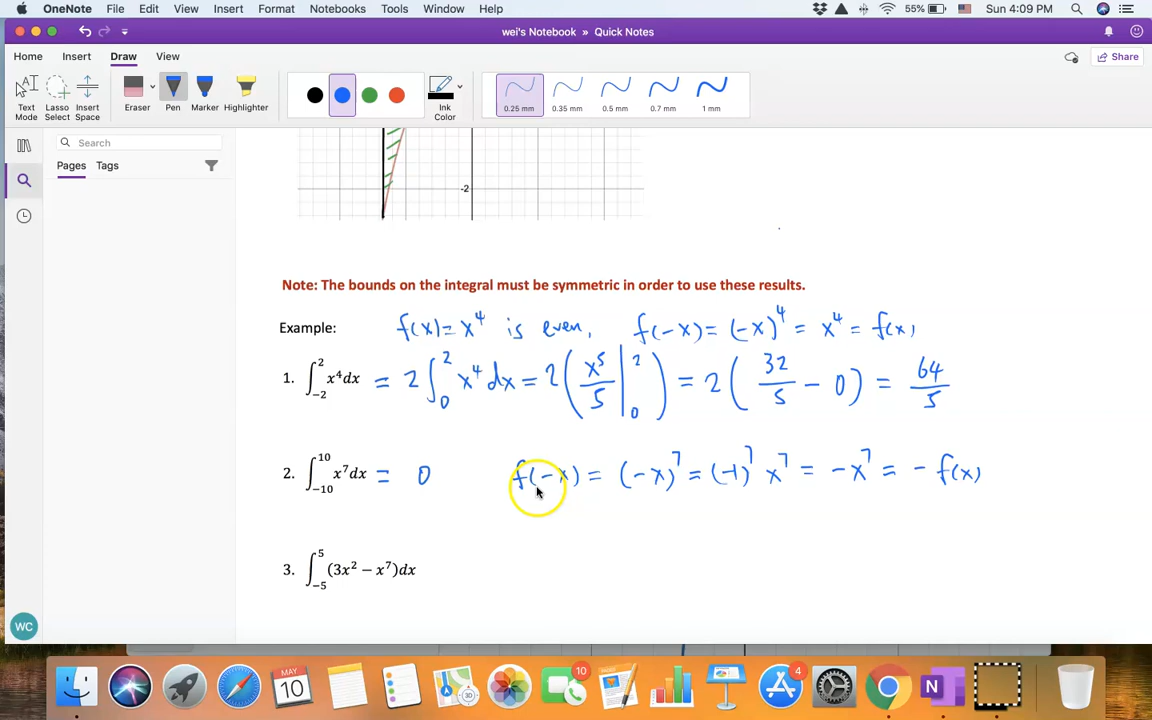 OneNote File Edit View Insert Format Notebooks Tools Window Help 55% Sun 4:09 PM
wei's Notebook » Quick Notes
Home Insert Draw View Share
Text Mode Lasso Select Insert Space Eraser Pen Marker Highlighter Ink Color 0.25 mm 0.35 mm 0.5 mm 0.7 mm 1 mm
Search
Pages Tags
-2
Note: The bounds on the integral must be symmetric in order to use these results.
Example: f(x) = x⁴ is even, f(-x) = (-x)⁴ = x⁴ = f(x)
1. ∫₋₂² x⁴dx = 2 ∫₀² x⁴ dx = 2 ( x⁵/5 |₀² ) = 2 ( 32/5 - 0 ) = 64/5
2. ∫₋₁₀¹⁰ x⁷dx = 0 f(-x) = (-x)⁷ = (-1)⁷ x⁷ = -x⁷ = - f(x)
3. ∫₋₅⁵ (3x² − x⁷)dx
WC
MAY 10
10
4
N